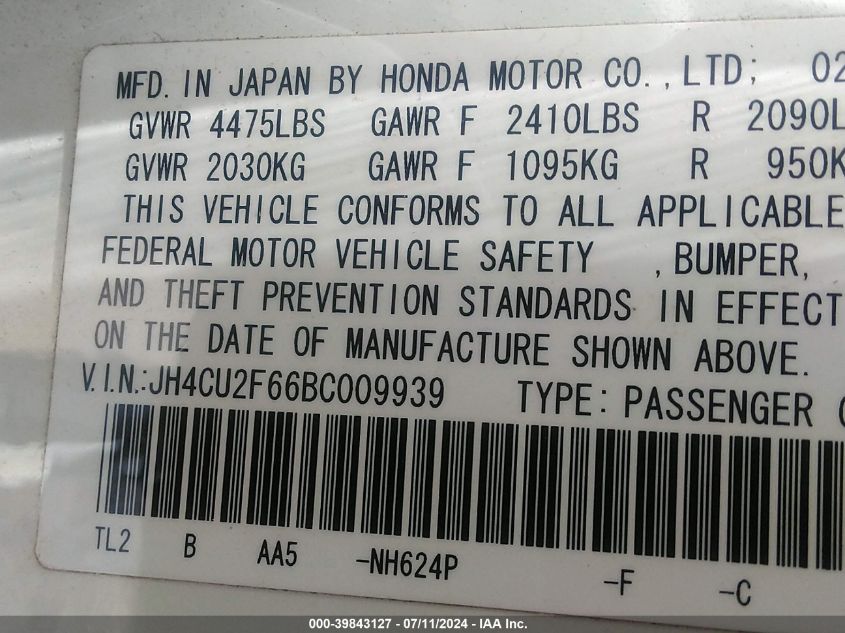 MFD. IN JAPAN BY HONDA MOTOR CO., LTD; 02
GVWR 4475LBS GAWR F 2410LBS R 2090L
GVWR 2030KG GAWR F 1095KG R 950K
THIS VEHICLE CONFORMS TO ALL APPLICABLE
FEDERAL MOTOR VEHICLE SAFETY , BUMPER,
AND THEFT PREVENTION STANDARDS IN EFFECT
ON THE DATE OF MANUFACTURE SHOWN ABOVE.
V.I.N.:JH4CU2F66BC009939 TYPE: PASSENGER
TL2 B AA5 -NH624P -F -C
000-39843127 - 07/11/2024 - IAA Inc.